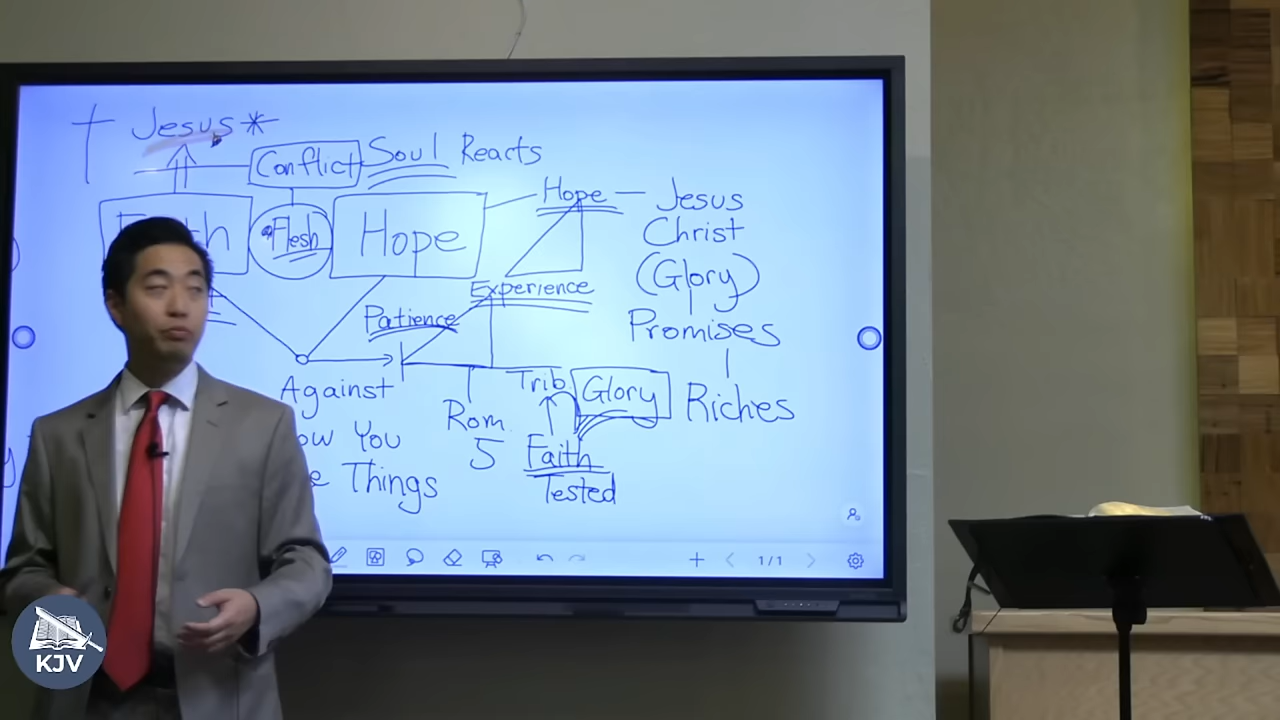 Jesus*
Conflict
Soul Reacts
Flesh
Hope
Hope — Jesus
Christ
(Glory)
Promises
Riches
Experience
Patience
Against
You
Things
Rom.
5
Trib
Glory
Faith
Tested
1/1
KJV